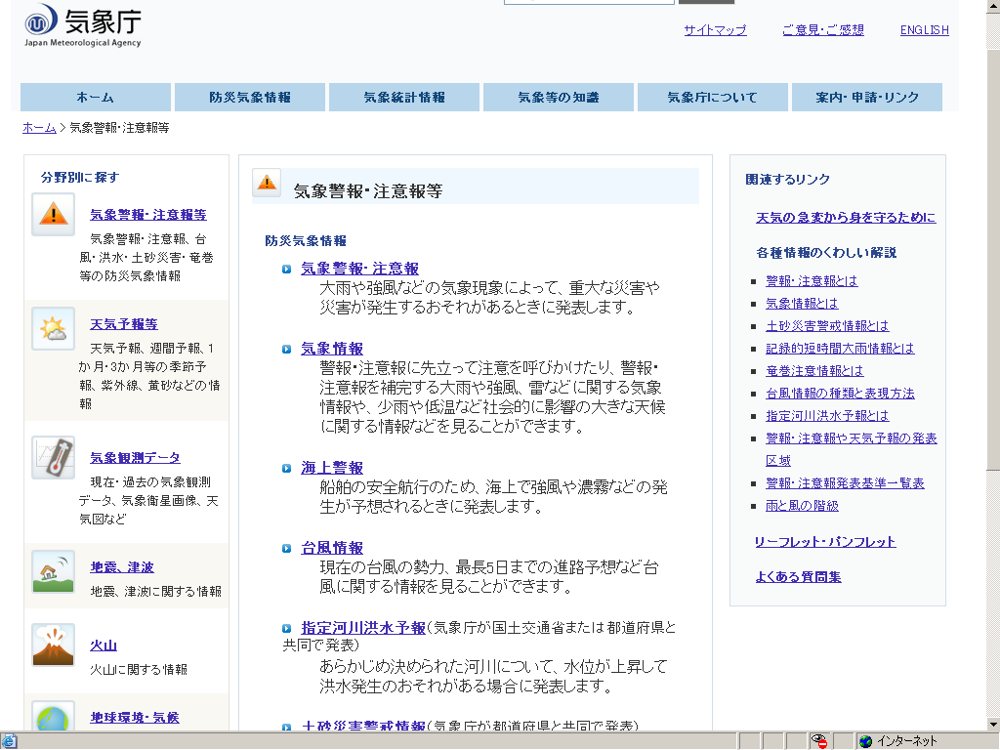 気象庁
Japan Meteorological Agency
サイトマップ ご意見・ご感想 ENGLISH
ホーム 防災気象情報 気象統計情報 気象等の知識 気象庁について 案内・申請・リンク
ホーム > 気象警報・注意報等
分野別に探す
気象警報・注意報等
気象警報・注意報、台
風・洪水・土砂災害・竜巻
等の防災気象情報
天気予報等
天気予報、週間予報、1
か月・3か月等の季節予
報、紫外線、黄砂などの情
報
気象観測データ
現在・過去の気象観測
データ、気象衛星画像、天
気図など
地震、津波
地震、津波に関する情報
火山
火山に関する情報
地球環境・気候
気象警報・注意報等
防災気象情報
気象警報・注意報
大雨や強風などの気象現象によって、重大な災害や
災害が発生するおそれがあるときに発表します。
気象情報
警報・注意報に先立って注意を呼びかけたり、警報・
注意報を補完する大雨や強風、雷などに関する気象
情報や、少雨や低温など社会的に影響の大きな天候
に関する情報などを見ることができます。
海上警報
船舶の安全航行のため、海上で強風や濃霧などの発
生が予想されるときに発表します。
台風情報
現在の台風の勢力、最長5日までの進路予想など台
風に関する情報を見ることができます。
指定河川洪水予報(気象庁が国土交通省または都道府県と
共同で発表)
あらかじめ決められた河川について、水位が上昇して
洪水発生のおそれがある場合に発表します。
土砂災害警戒情報(気象庁が都道府県と共同で発表)
関連するリンク
天気の急変から身を守るために
各種情報のくわしい解説
警報・注意報とは
気象情報とは
土砂災害警戒情報とは
記録的短時間大雨情報とは
竜巻注意情報とは
台風情報の種類と表現方法
指定河川洪水予報とは
警報・注意報や天気予報の発表
区域
警報・注意報発表基準一覧表
雨と風の階級
リーフレット・パンフレット
よくある質問集
インターネット